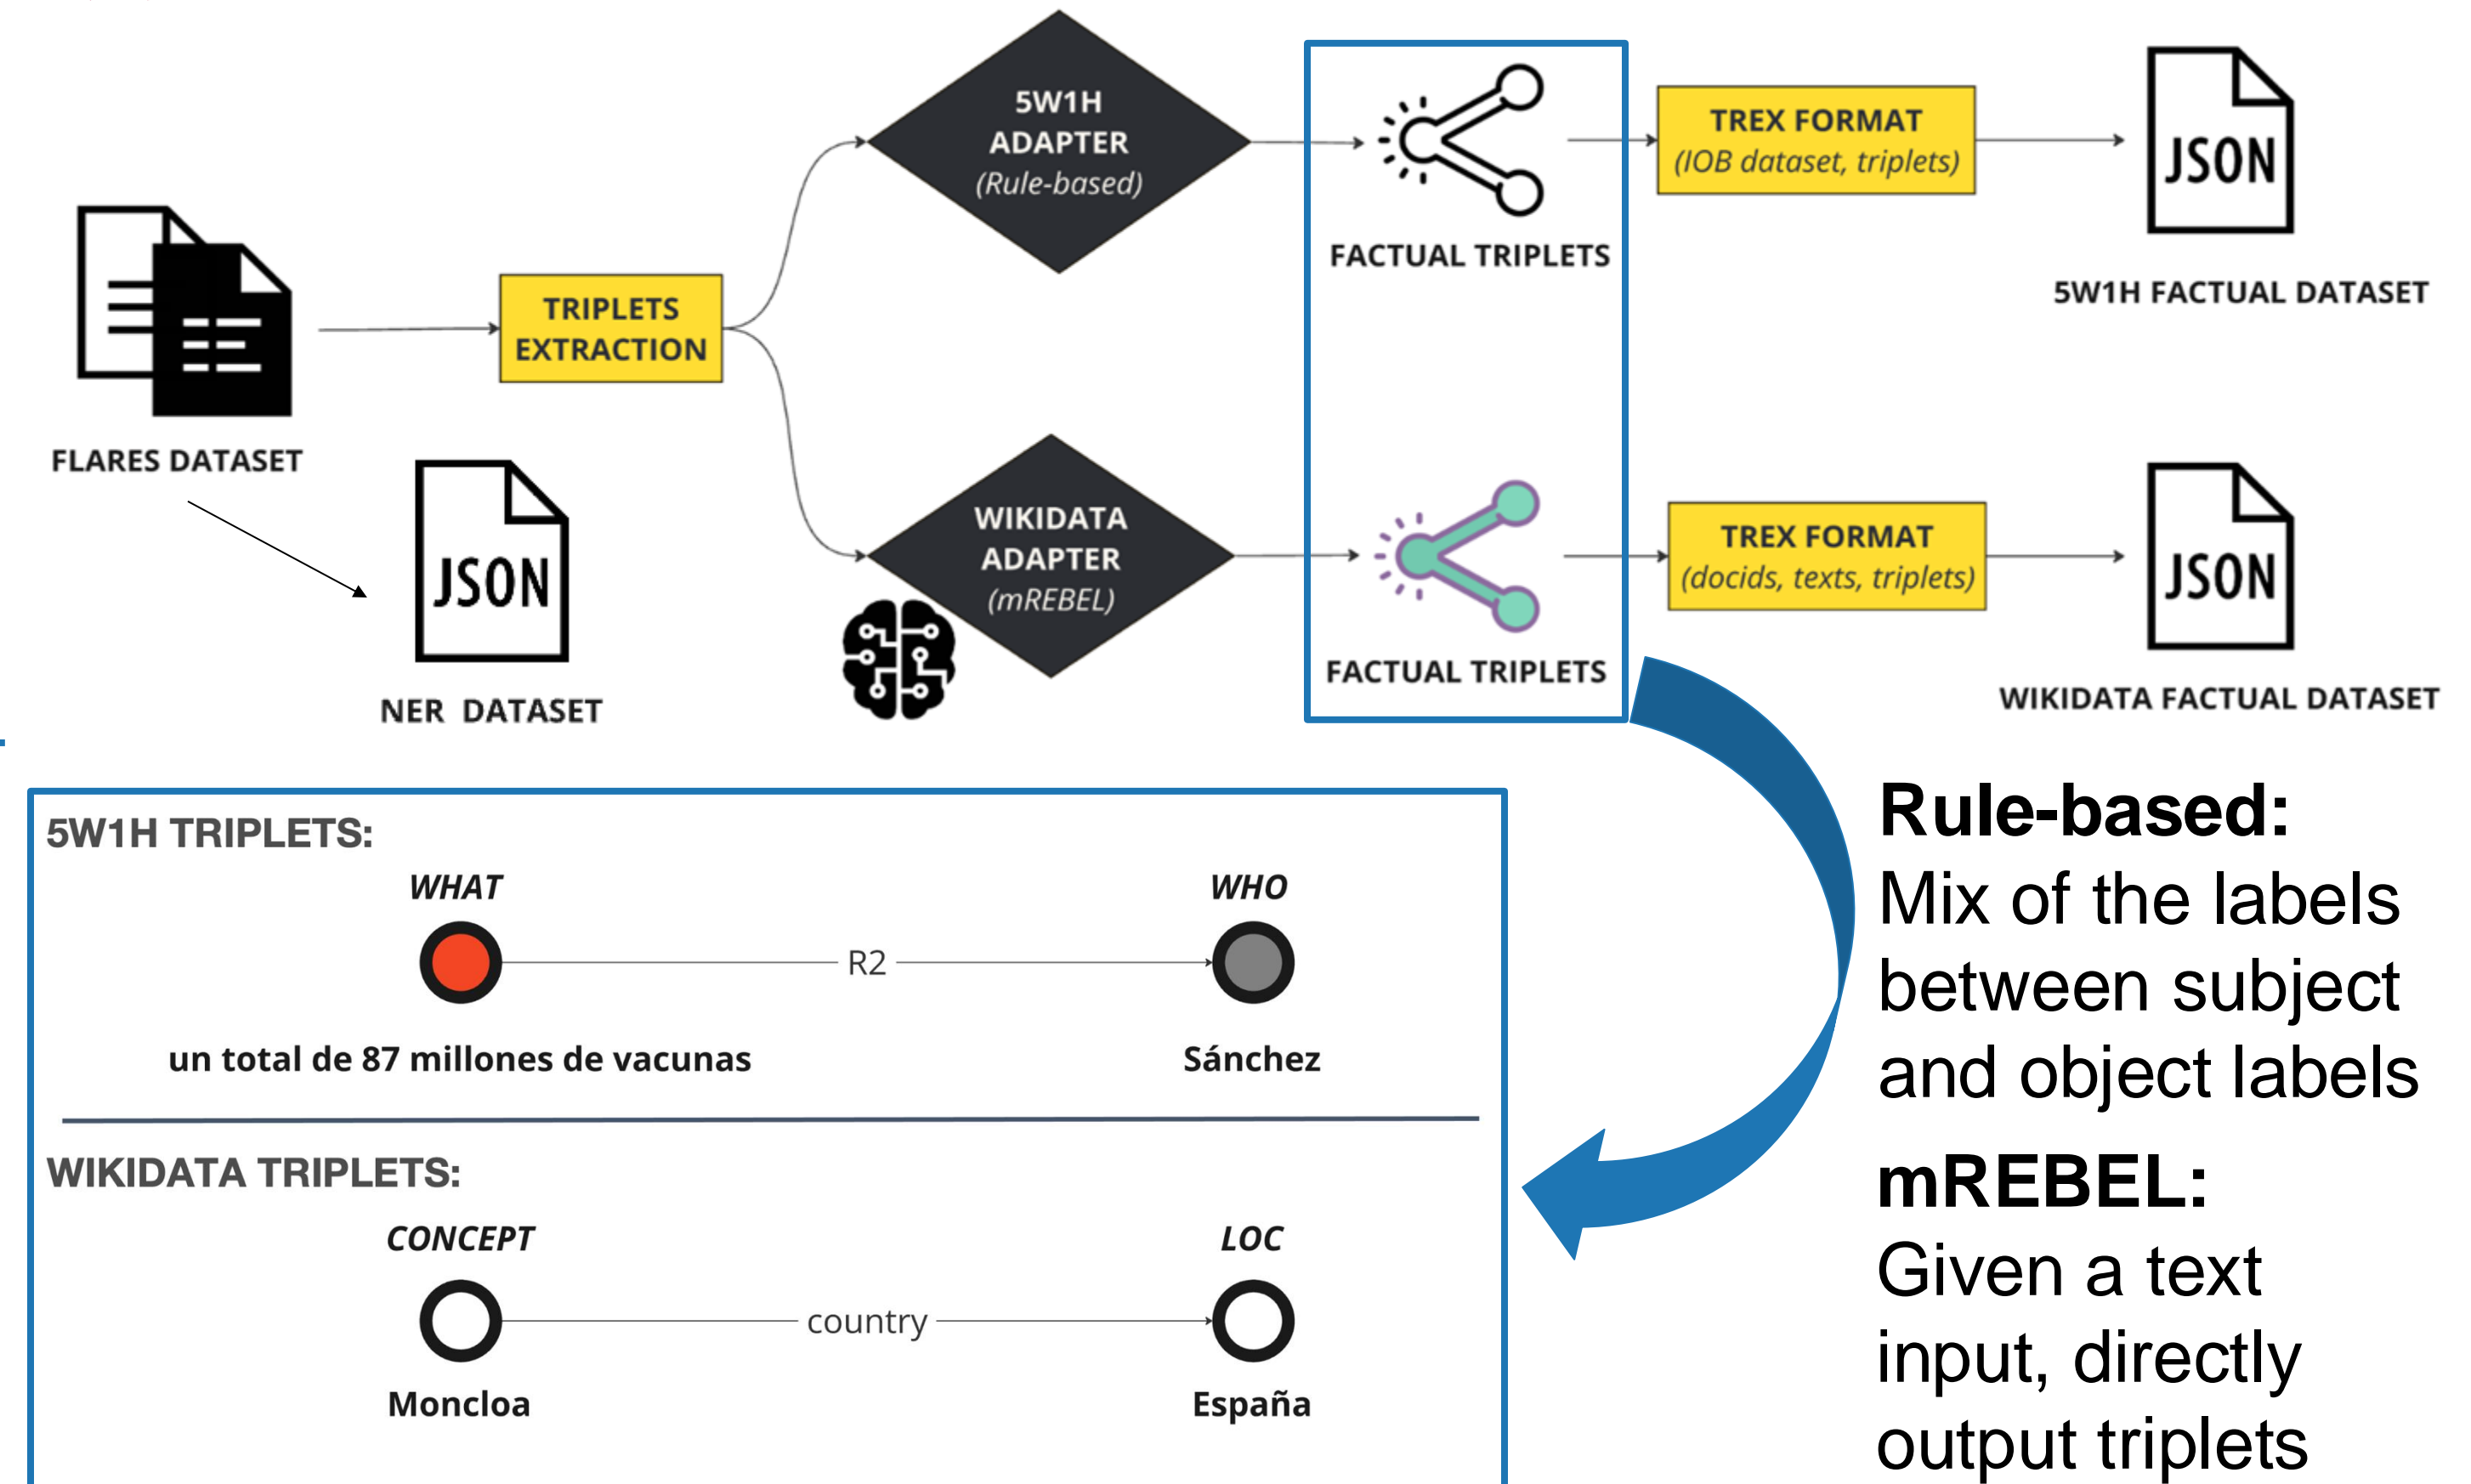 5W1H
ADAPTER
(Rule-based)
FACTUAL TRIPLETS
TREX FORMAT
(IOB dataset, triplets)
JSON
5W1H FACTUAL DATASET
FLARES DATASET
TRIPLETS
EXTRACTION
JSON
NER DATASET
WIKIDATA
ADAPTER
(mREBEL)
FACTUAL TRIPLETS
TREX FORMAT
(docids, texts, triplets)
JSON
WIKIDATA FACTUAL DATASET
5W1H TRIPLETS:
WHAT
WHO
R2
un total de 87 millones de vacunas
Sánchez
WIKIDATA TRIPLETS:
CONCEPT
LOC
country
Moncloa
España
Rule-based:
Mix of the labels
between subject
and object labels
mREBEL:
Given a text
input, directly
output triplets